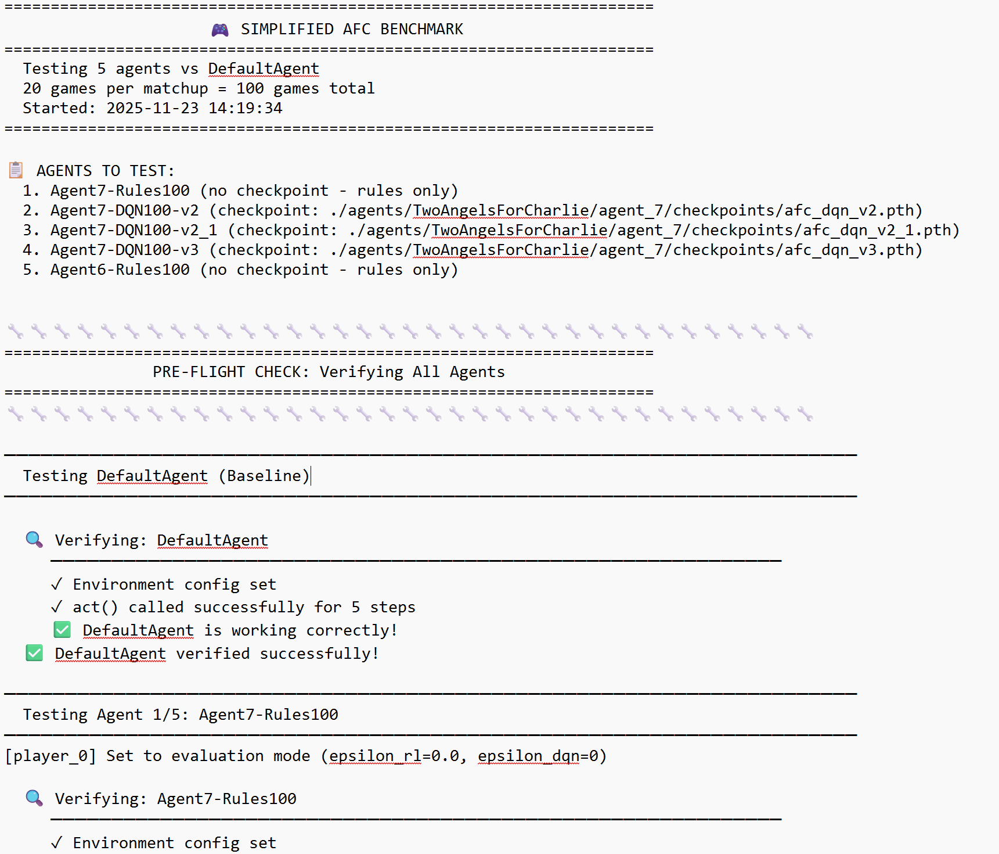 ======================================================================
🎮 SIMPLIFIED AFC BENCHMARK
======================================================================
Testing 5 agents vs DefaultAgent
20 games per matchup = 100 games total
Started: 2025-11-23 14:19:34
======================================================================
📋 AGENTS TO TEST:
1. Agent7-Rules100 (no checkpoint - rules only)
2. Agent7-DQN100-v2 (checkpoint: ./agents/TwoAngelsForCharlie/agent_7/checkpoints/afc_dqn_v2.pth)
3. Agent7-DQN100-v2_1 (checkpoint: ./agents/TwoAngelsForCharlie/agent_7/checkpoints/afc_dqn_v2_1.pth)
4. Agent7-DQN100-v3 (checkpoint: ./agents/TwoAngelsForCharlie/agent_7/checkpoints/afc_dqn_v3.pth)
5. Agent6-Rules100 (no checkpoint - rules only)
🔧🔧🔧🔧🔧🔧🔧🔧🔧🔧🔧🔧🔧🔧🔧🔧🔧🔧🔧🔧🔧🔧🔧🔧🔧🔧🔧🔧🔧🔧🔧🔧🔧🔧🔧
======================================================================
PRE-FLIGHT CHECK: Verifying All Agents
======================================================================
🔧🔧🔧🔧🔧🔧🔧🔧🔧🔧🔧🔧🔧🔧🔧🔧🔧🔧🔧🔧🔧🔧🔧🔧🔧🔧🔧🔧🔧🔧🔧🔧🔧🔧🔧
──────────────────────────────────────────────────────────────────────
Testing DefaultAgent (Baseline)
──────────────────────────────────────────────────────────────────────
🔍 Verifying: DefaultAgent
────────────────────────────────────────────────────────────
✓ Environment config set
✓ act() called successfully for 5 steps
✅ DefaultAgent is working correctly!
✅ DefaultAgent verified successfully!
──────────────────────────────────────────────────────────────────────
Testing Agent 1/5: Agent7-Rules100
──────────────────────────────────────────────────────────────────────
[player_0] Set to evaluation mode (epsilon_rl=0.0, epsilon_dqn=0)
🔍 Verifying: Agent7-Rules100
────────────────────────────────────────────────────────────
✓ Environment config set